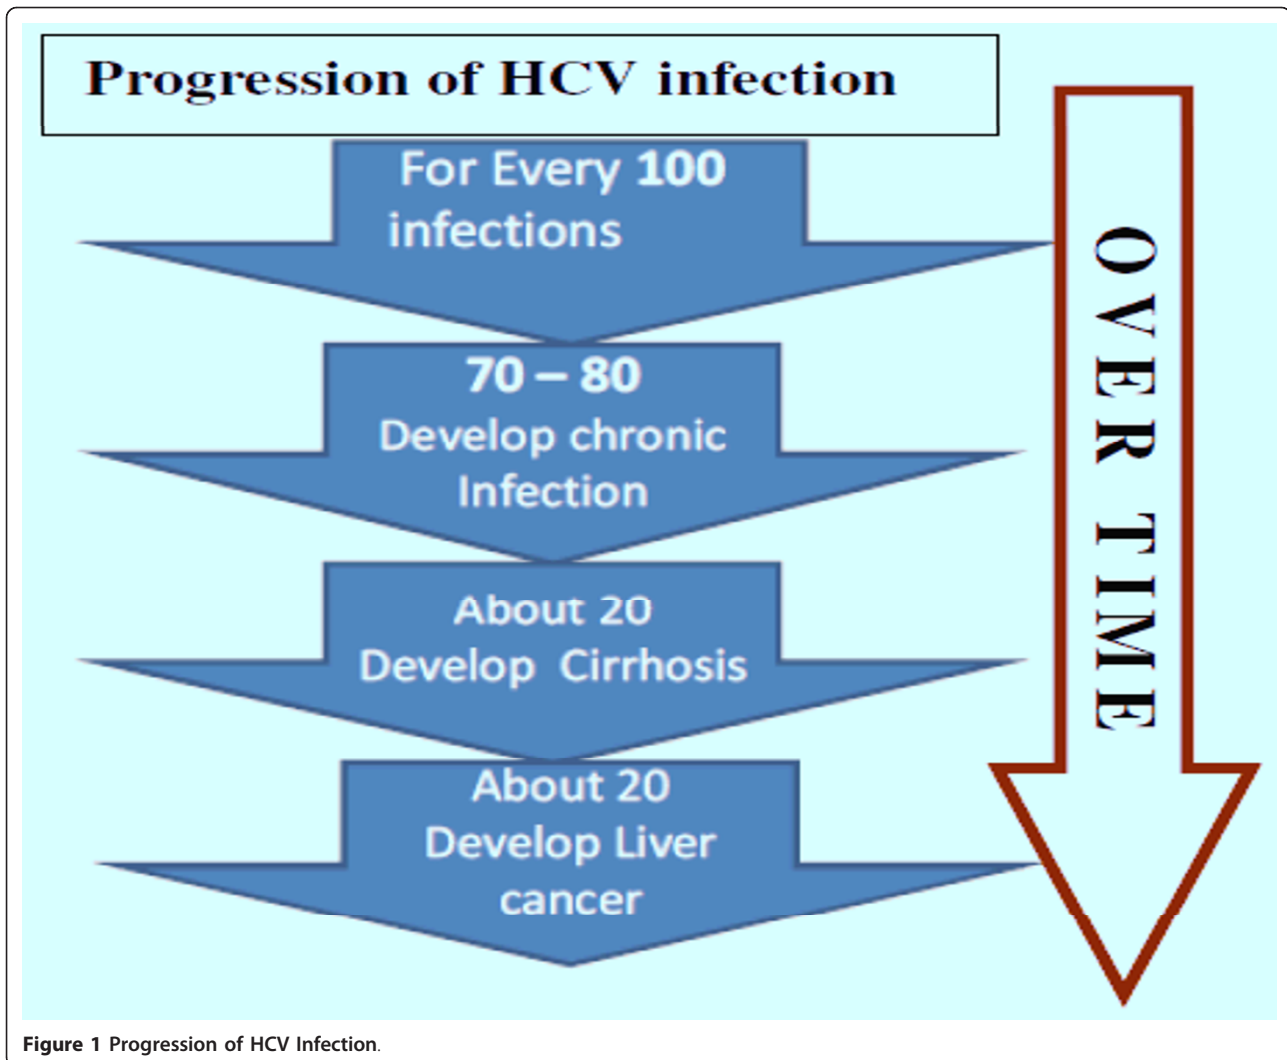 Progression of HCV infection
For Every 100
infections
70 – 80
Develop chronic
Infection
About 20
Develop Cirrhosis
About 20
Develop Liver
cancer
OVER TIME
Figure 1 Progression of HCV Infection.